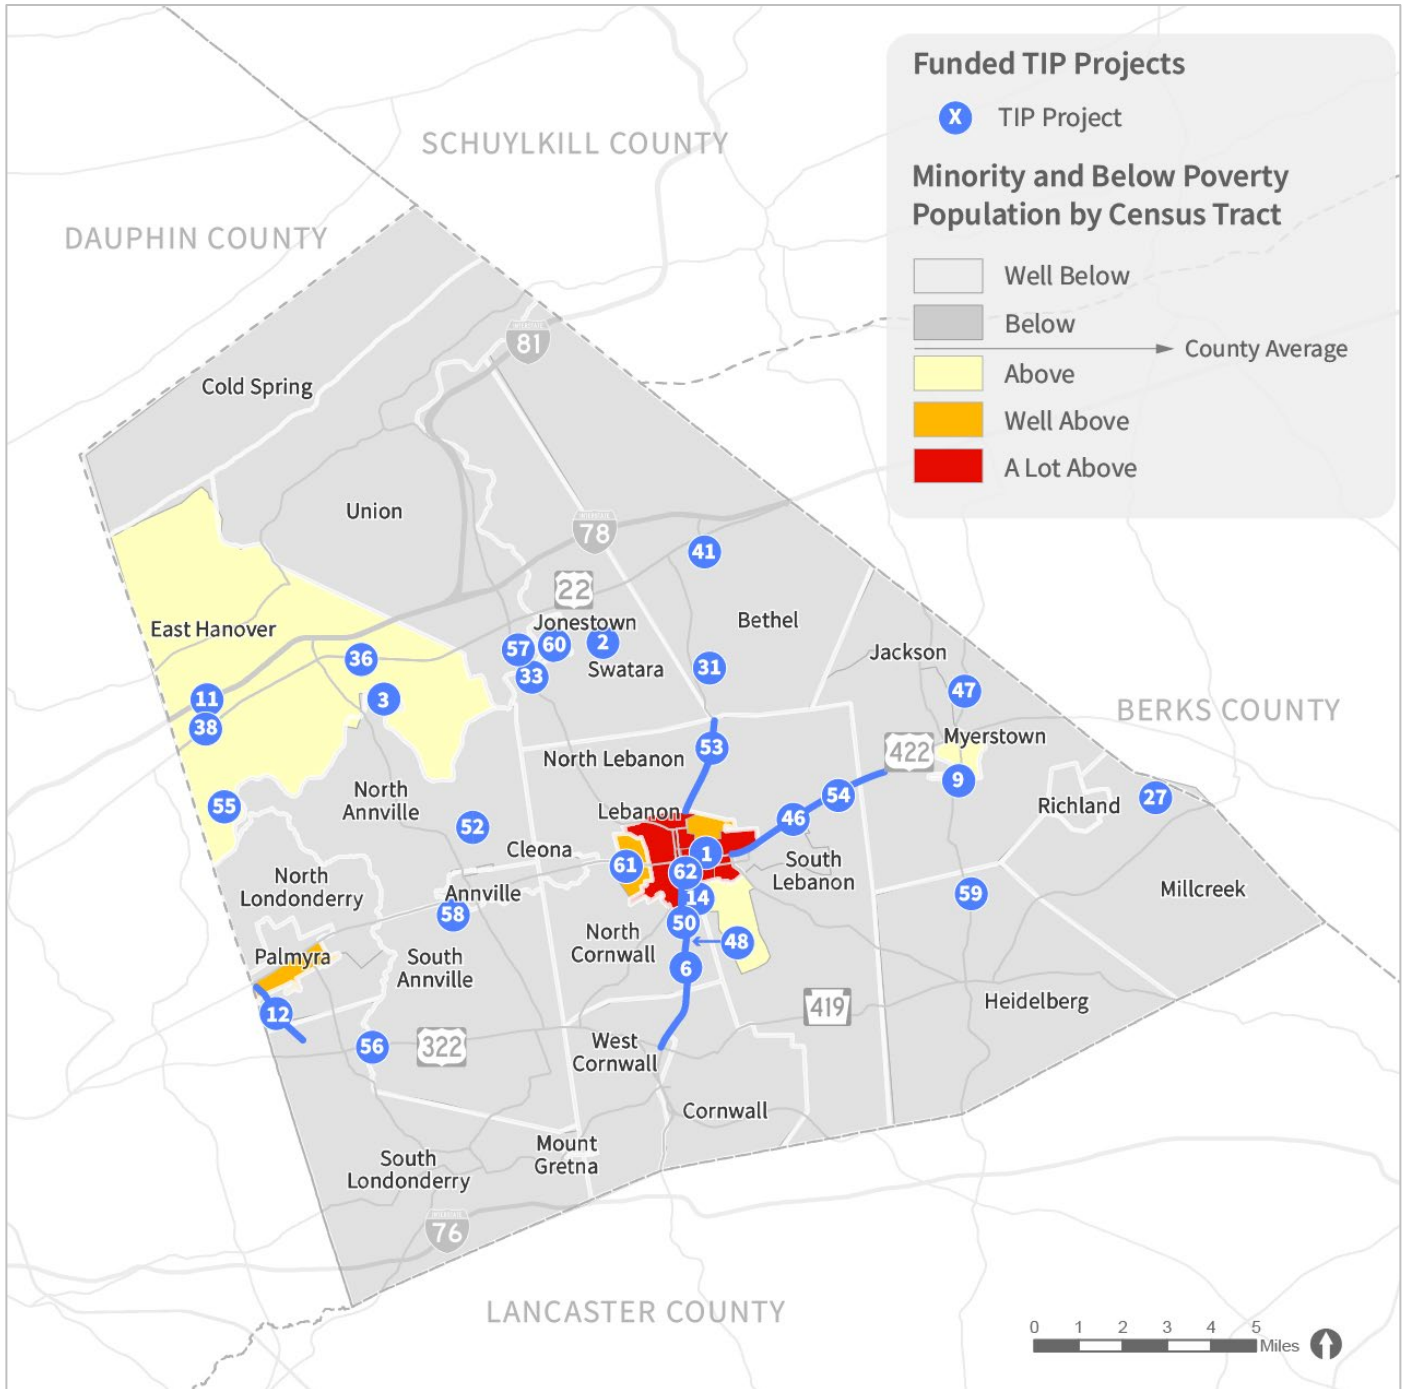 Funded TIP Projects
X TIP Project
Minority and Below Poverty
Population by Census Tract
Well Below
Below
County Average
Above
Well Above
A Lot Above
SCHUYLKILL COUNTY
DAUPHIN COUNTY
INTERSTATE
81
Cold Spring
Union
INTERSTATE
78
41
22
East Hanover
Jonestown
Bethel
57
60
2
36
Swatara
31
33
Jackson
11
3
47
38
BERKS COUNTY
53
Myerstown
422
North Lebanon
9
54
27
North
Annville
55
Lebanon
Richland
46
52
Cleona
1
61
62
South
Lebanon
North
Londonderry
Annville
14
59
Millcreek
58
50
North
Cornwall
48
Palmyra
South
Annville
6
12
419
Heidelberg
56
322
West
Cornwall
Cornwall
Mount
Gretna
South
Londonderry
INTERSTATE
76
LANCASTER COUNTY
0 1 2 3 4 5
Miles